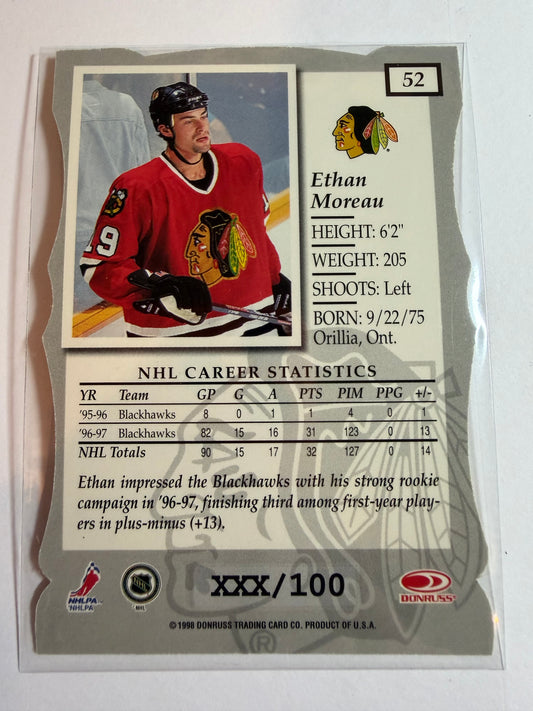 52
19
Ethan
Moreau
HEIGHT: 6'2"
WEIGHT: 205
SHOOTS: Left
BORN: 9/22/75
Orillia, Ont.
NHL CAREER STATISTICS
YR Team GP G A PTS PIM PPG +/-
'95-96 Blackhawks 8 0 1 1 4 0 1
'96-97 Blackhawks 82 15 16 31 123 0 13
NHL Totals 90 15 17 32 127 0 14
Ethan impressed the Blackhawks with his strong rookie
campaign in '96-97, finishing third among first-year play-
ers in plus-minus (+13).
NHLPA
'NHLPA
NHL
XXX/100
DONRUSS
© 1998 DONRUSS TRADING CARD CO. PRODUCT OF U.S.A.
®